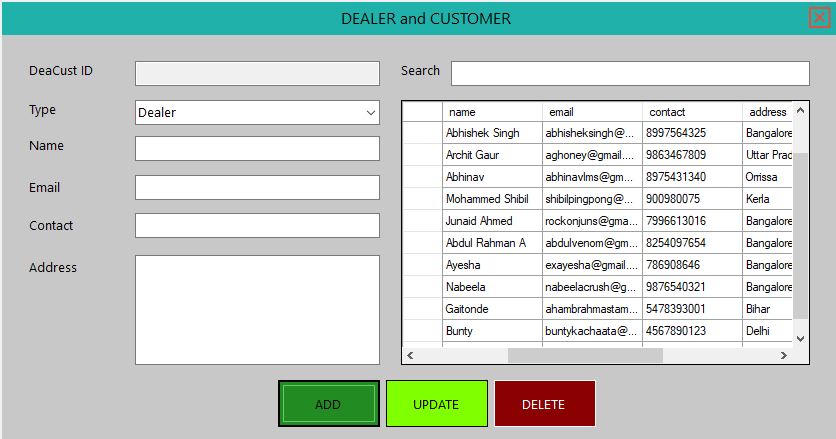 DEALER and CUSTOMER
DeaCust ID
Search
Type
Dealer
Name
Email
Contact
Address
name email contact address
Abhishek Singh abhisheksingh@... 8997564325 Bangalore
Archit Gaur aghoney@gmail.... 9863467809 Uttar Prad
Abhinav abhinavlms@gm... 8975431340 Orrissa
Mohammed Shibil shibilpingpong@... 900980075 Kerla
Junaid Ahmed rockonjuns@gma... 7996613016 Bangalore
Abdul Rahman A abdulvenom@gm... 8254097654 Bangalore
Ayesha exayesha@gmail.... 786908646 Bangalore
Nabeela nabeelacrush@g... 9876540321 Bangalore
Gaitonde ahambrahmastam... 5478393001 Bihar
Bunty buntykachaata@... 4567890123 Delhi
ADD UPDATE DELETE